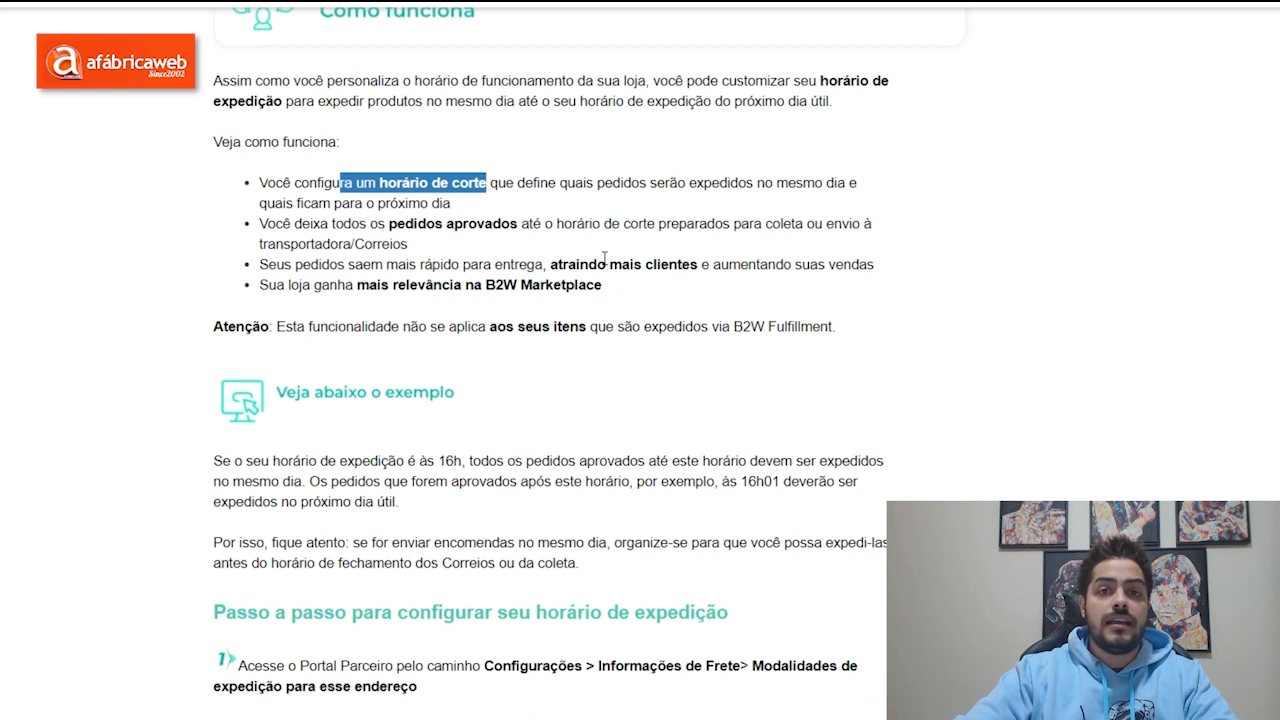 Como funciona
a
afábricaweb
Since2002
Assim como você personaliza o horário de funcionamento da sua loja, você pode customizar seu horário de
expedição para expedir produtos no mesmo dia até o seu horário de expedição do próximo dia útil.
Veja como funciona:
• Você configura um horário de corte que define quais pedidos serão expedidos no mesmo dia e
quais ficam para o próximo dia
• Você deixa todos os pedidos aprovados até o horário de corte preparados para coleta ou envio à
transportadora/Correios
• Seus pedidos saem mais rápido para entrega, atraindo mais clientes e aumentando suas vendas
• Sua loja ganha mais relevância na B2W Marketplace
Atenção: Esta funcionalidade não se aplica aos seus itens que são expedidos via B2W Fulfillment.
Veja abaixo o exemplo
Se o seu horário de expedição é às 16h, todos os pedidos aprovados até este horário devem ser expedidos
no mesmo dia. Os pedidos que forem aprovados após este horário, por exemplo, às 16h01 deverão ser
expedidos no próximo dia útil.
Por isso, fique atento: se for enviar encomendas no mesmo dia, organize-se para que você possa expedi-las
antes do horário de fechamento dos Correios ou da coleta.
Passo a passo para configurar seu horário de expedição
1 Acesse o Portal Parceiro pelo caminho Configurações > Informações de Frete> Modalidades de
expedição para esse endereço